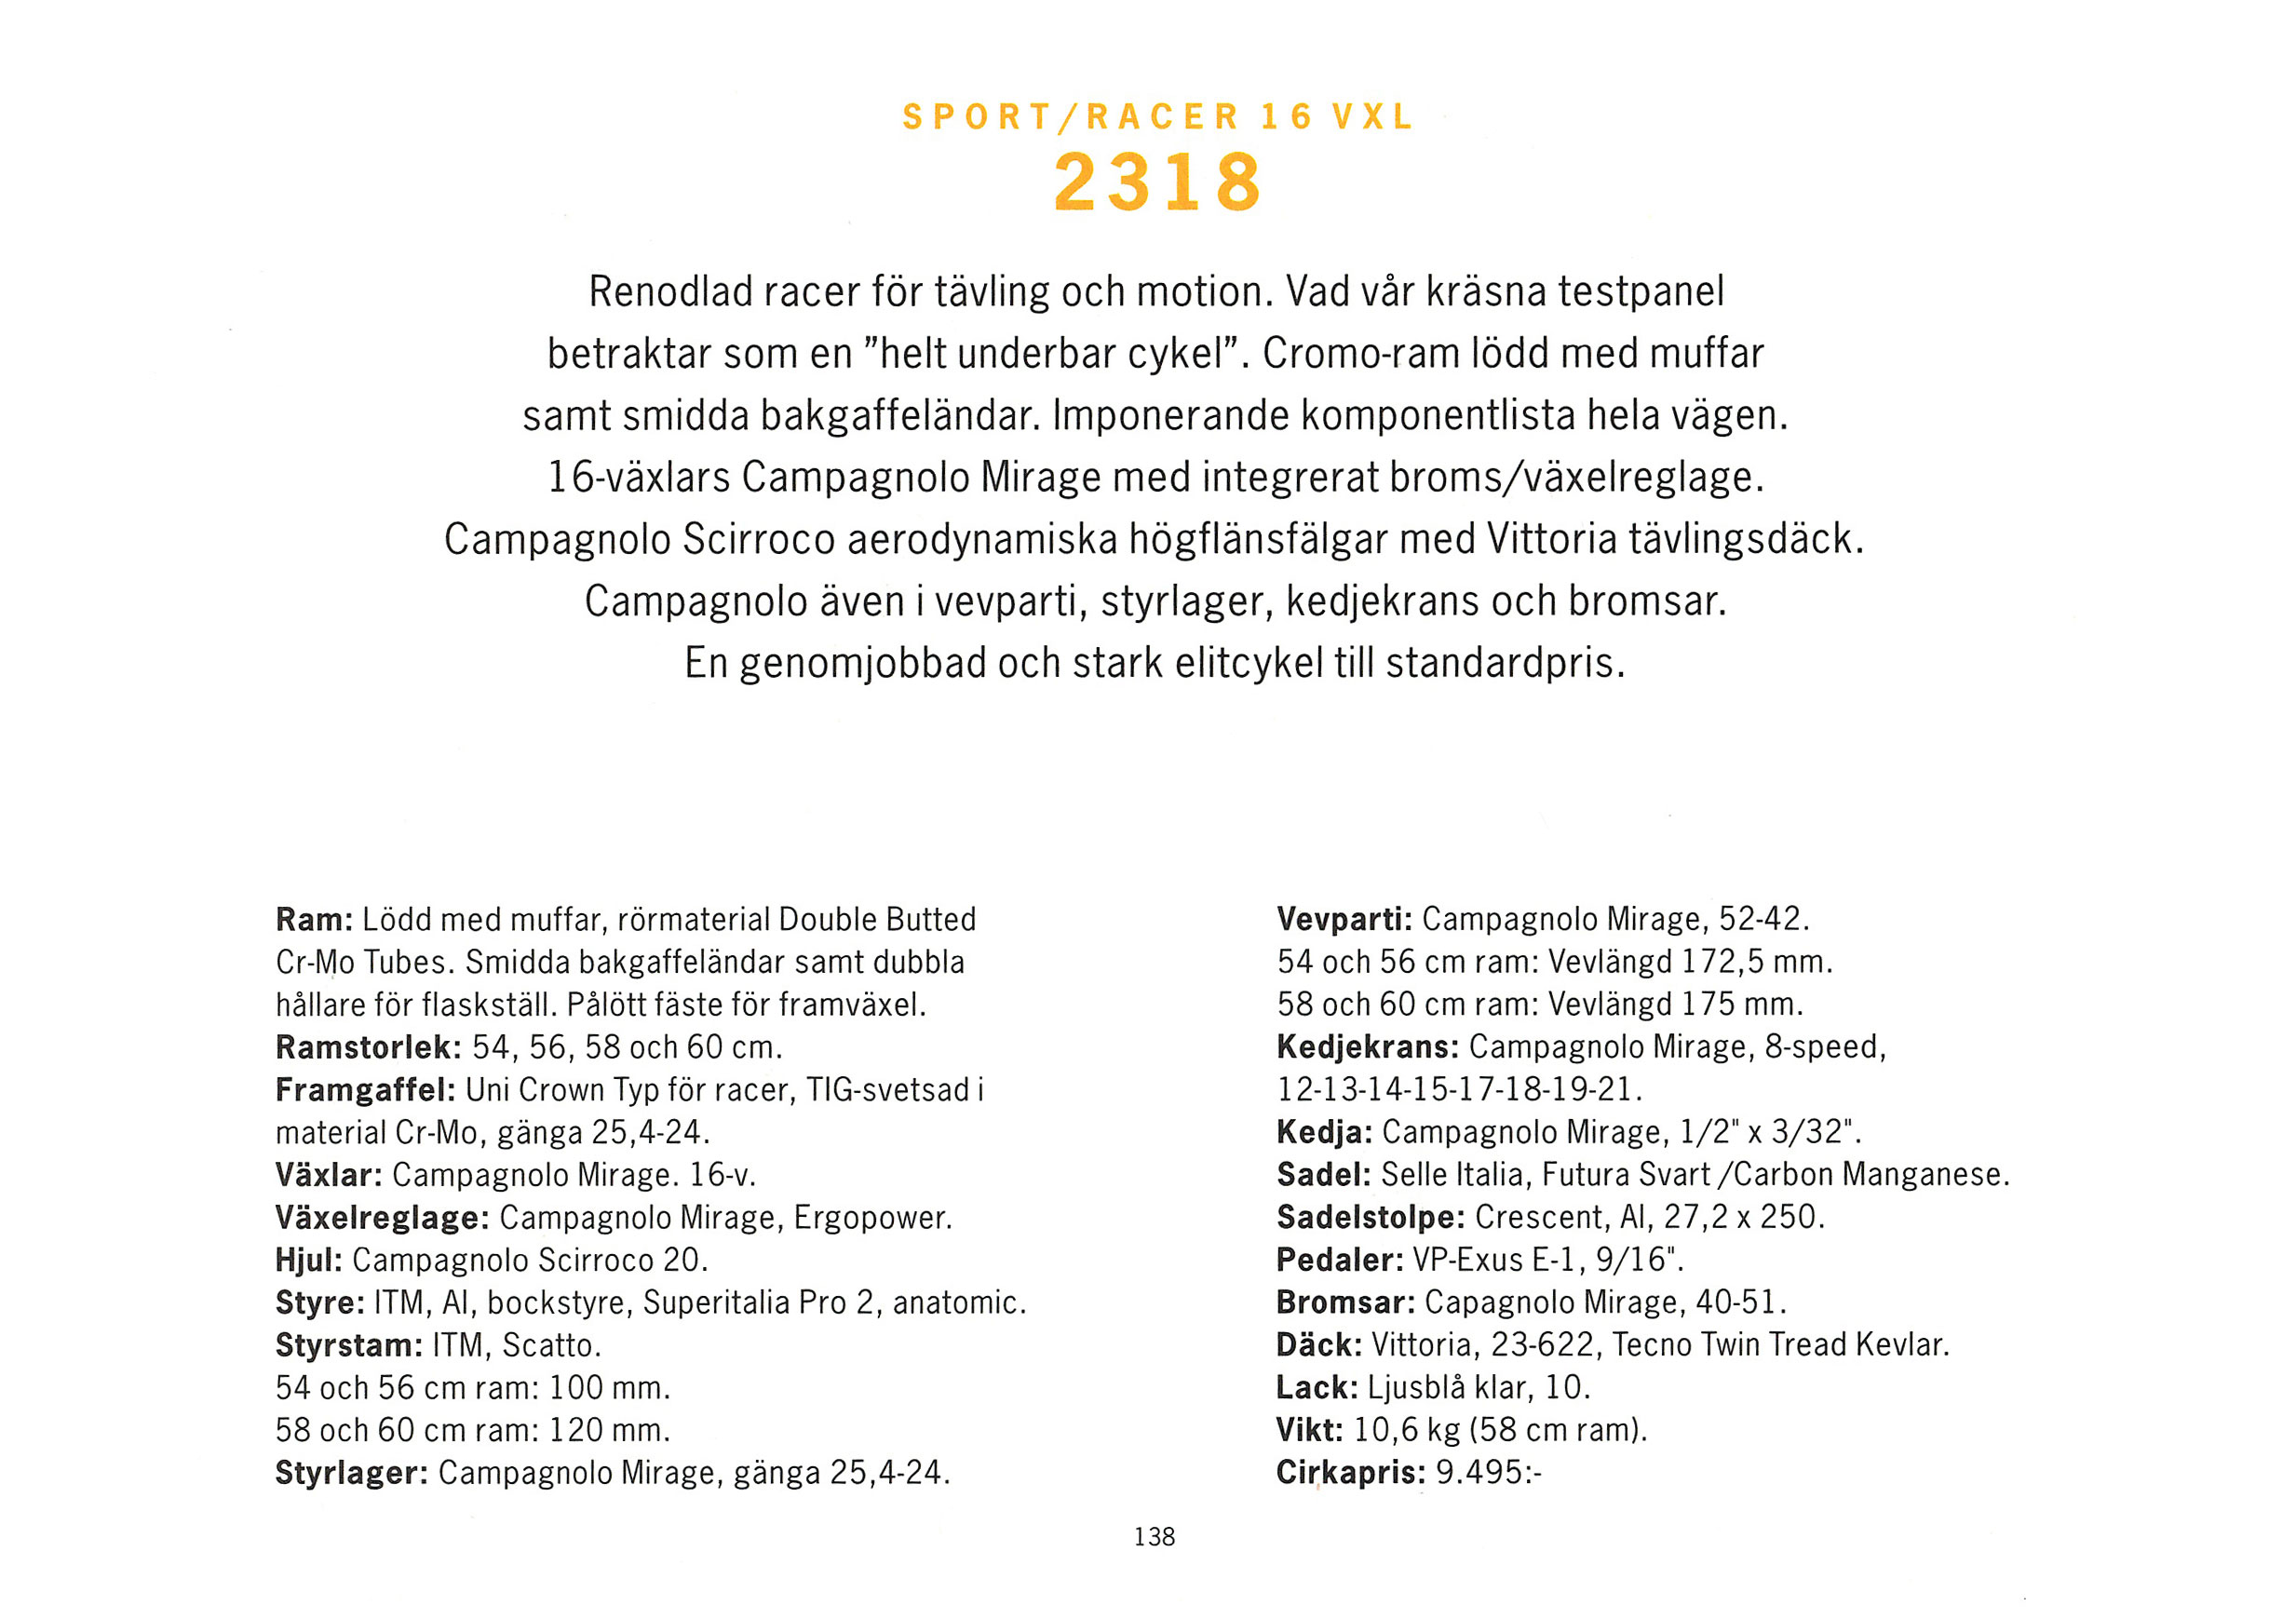 SPORT/RACER 16 VXL
2318
Renodlad racer för tävling och motion. Vad vår kräsna testpanel
betraktar som en ”helt underbar cykel”. Cromo-ram lödd med muffar
samt smidda bakgaffeländar. Imponerande komponentlista hela vägen.
16-växlars Campagnolo Mirage med integrerat broms/växelreglage.
Campagnolo Scirroco aerodynamiska högflänsfälgar med Vittoria tävlingsdäck.
Campagnolo även i vevparti, styrlager, kedjekrans och bromsar.
En genomjobbad och stark elitcykel till standardpris.
Ram: Lödd med muffar, rörmaterial Double Butted
Cr-Mo Tubes. Smidda bakgaffeländar samt dubbla
hållare för flaskställ. Pålött fäste för framväxel.
Ramstorlek: 54, 56, 58 och 60 cm.
Framgaffel: Uni Crown Typ för racer, TIG-svetsad i
material Cr-Mo, gänga 25,4-24.
Växlar: Campagnolo Mirage. 16-v.
Växelreglage: Campagnolo Mirage, Ergopower.
Hjul: Campagnolo Scirroco 20.
Styre: ITM, Al, bockstyre, Superitalia Pro 2, anatomic.
Styrstam: ITM, Scatto.
54 och 56 cm ram: 100 mm.
58 och 60 cm ram: 120 mm.
Styrlager: Campagnolo Mirage, gänga 25,4-24.
Vevparti: Campagnolo Mirage, 52-42.
54 och 56 cm ram: Vevlängd 172,5 mm.
58 och 60 cm ram: Vevlängd 175 mm.
Kedjekrans: Campagnolo Mirage, 8-speed,
12-13-14-15-17-18-19-21.
Kedja: Campagnolo Mirage, 1/2" x 3/32".
Sadel: Selle Italia, Futura Svart/Carbon Manganese.
Sadelstolpe: Crescent, Al, 27,2 x 250.
Pedaler: VP-Exus E-1, 9/16".
Bromsar: Capagnolo Mirage, 40-51.
Däck: Vittoria, 23-622, Tecno Twin Tread Kevlar.
Lack: Ljusblå klar, 10.
Vikt: 10,6 kg (58 cm ram).
Cirkapris: 9.495:-
138